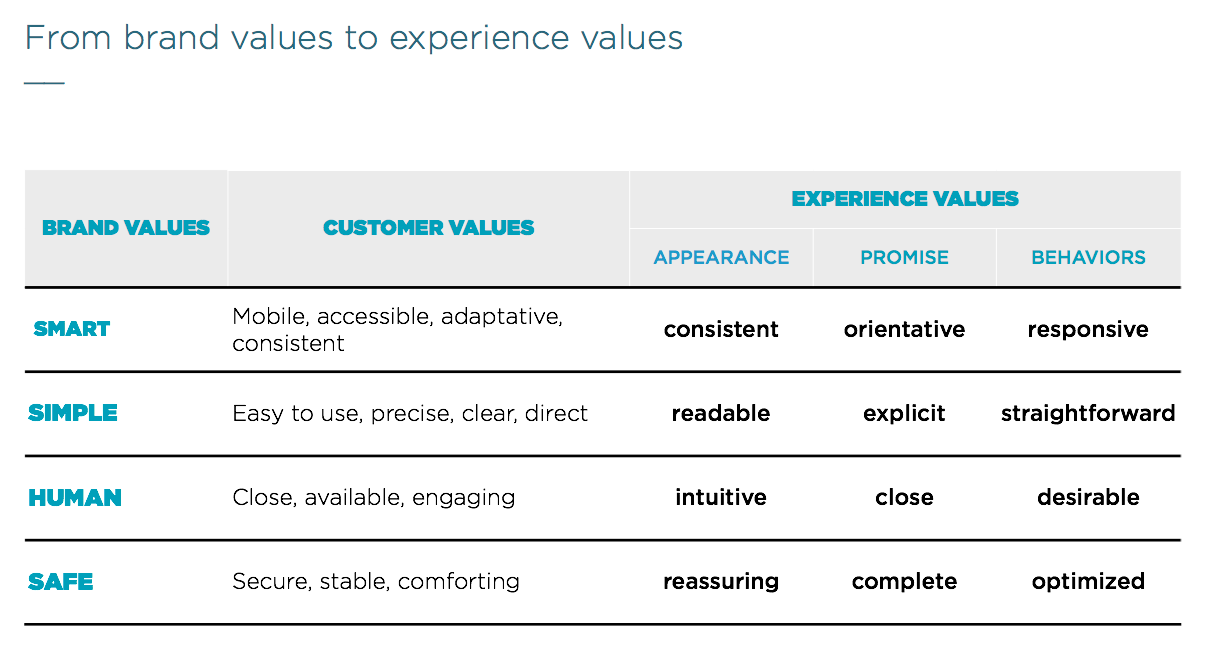 From brand values to experience values
BRAND VALUES
CUSTOMER VALUES
EXPERIENCE VALUES
APPEARANCE
PROMISE
BEHAVIORS
SMART
Mobile, accessible, adaptative,
consistent
consistent
orientative
responsive
SIMPLE
Easy to use, precise, clear, direct
readable
explicit
straightforward
HUMAN
Close, available, engaging
intuitive
close
desirable
SAFE
Secure, stable, comforting
reassuring
complete
optimized